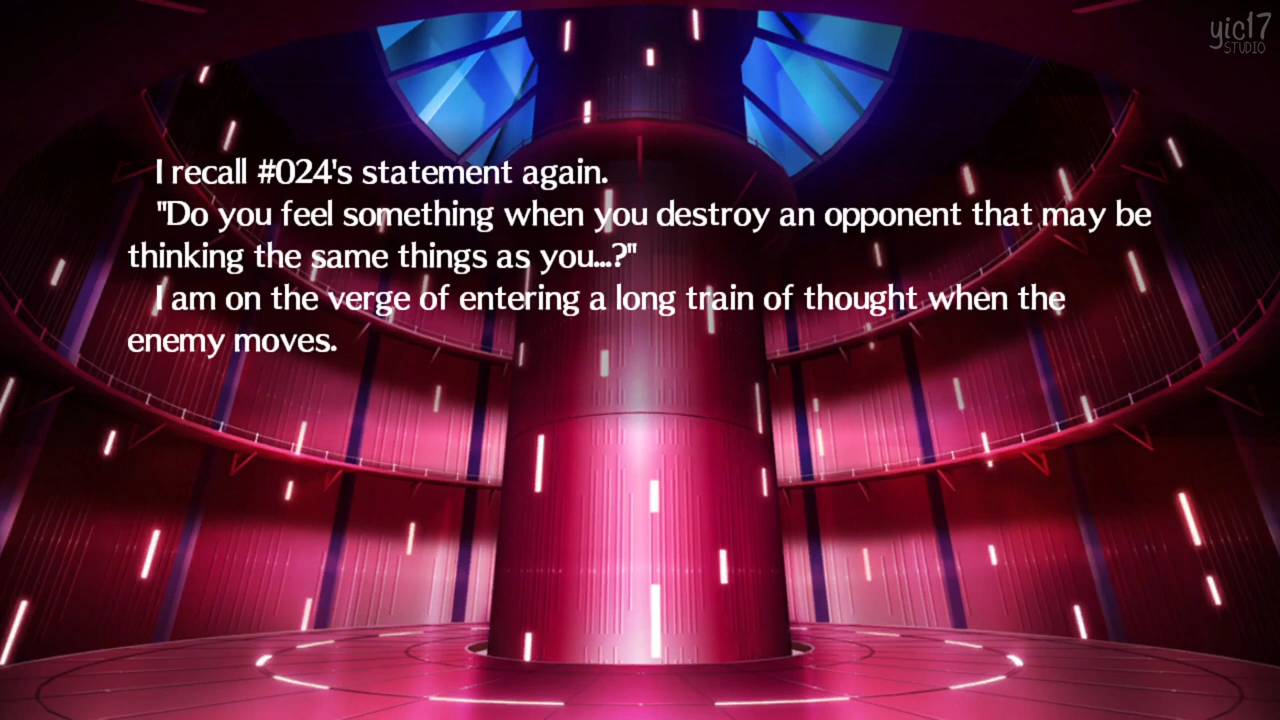 yic17
STUDIO
I recall #024's statement again.
"Do you feel something when you destroy an opponent that may be
thinking the same things as you...?"
I am on the verge of entering a long train of thought when the
enemy moves.